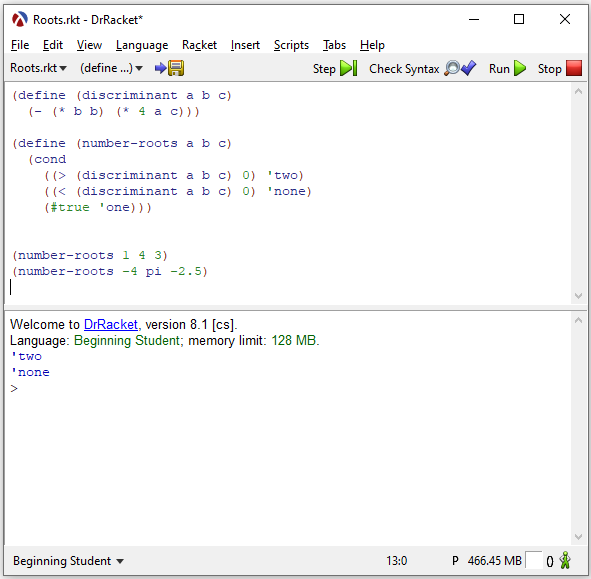 Roots.rkt - DrRacket*
File Edit View Language Racket Insert Scripts Tabs Help
Roots.rkt▾ (define ...)▾ Step Check Syntax Run Stop
(define (discriminant a b c)
  (- (* b b) (* 4 a c)))
(define (number-roots a b c)
  (cond
    ((> (discriminant a b c) 0) 'two)
    ((< (discriminant a b c) 0) 'none)
    (#true 'one)))
(number-roots 1 4 3)
(number-roots -4 pi -2.5)
Welcome to DrRacket, version 8.1 [cs].
Language: Beginning Student; memory limit: 128 MB.
'two
'none
>
Beginning Student▾ 13:0 P 466.45 MB ()